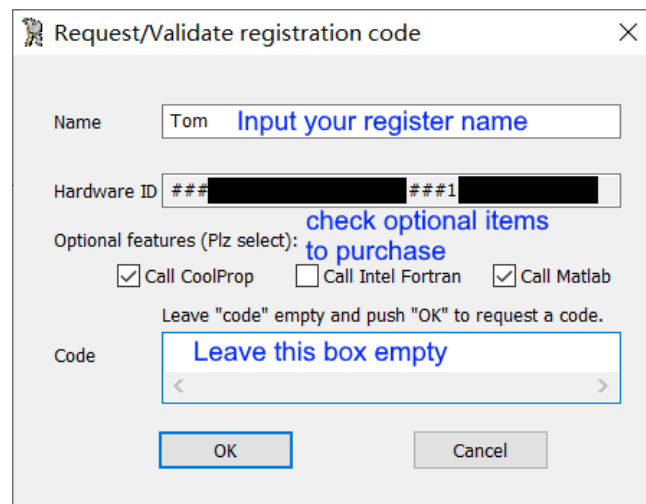 Request/Validate registration code
Name Tom Input your register name
Hardware ID ### ###1
check optional items
Optional features (Plz select): to purchase
Call CoolProp Call Intel Fortran Call Matlab
Leave "code" empty and push "OK" to request a code.
Code Leave this box empty
OK Cancel